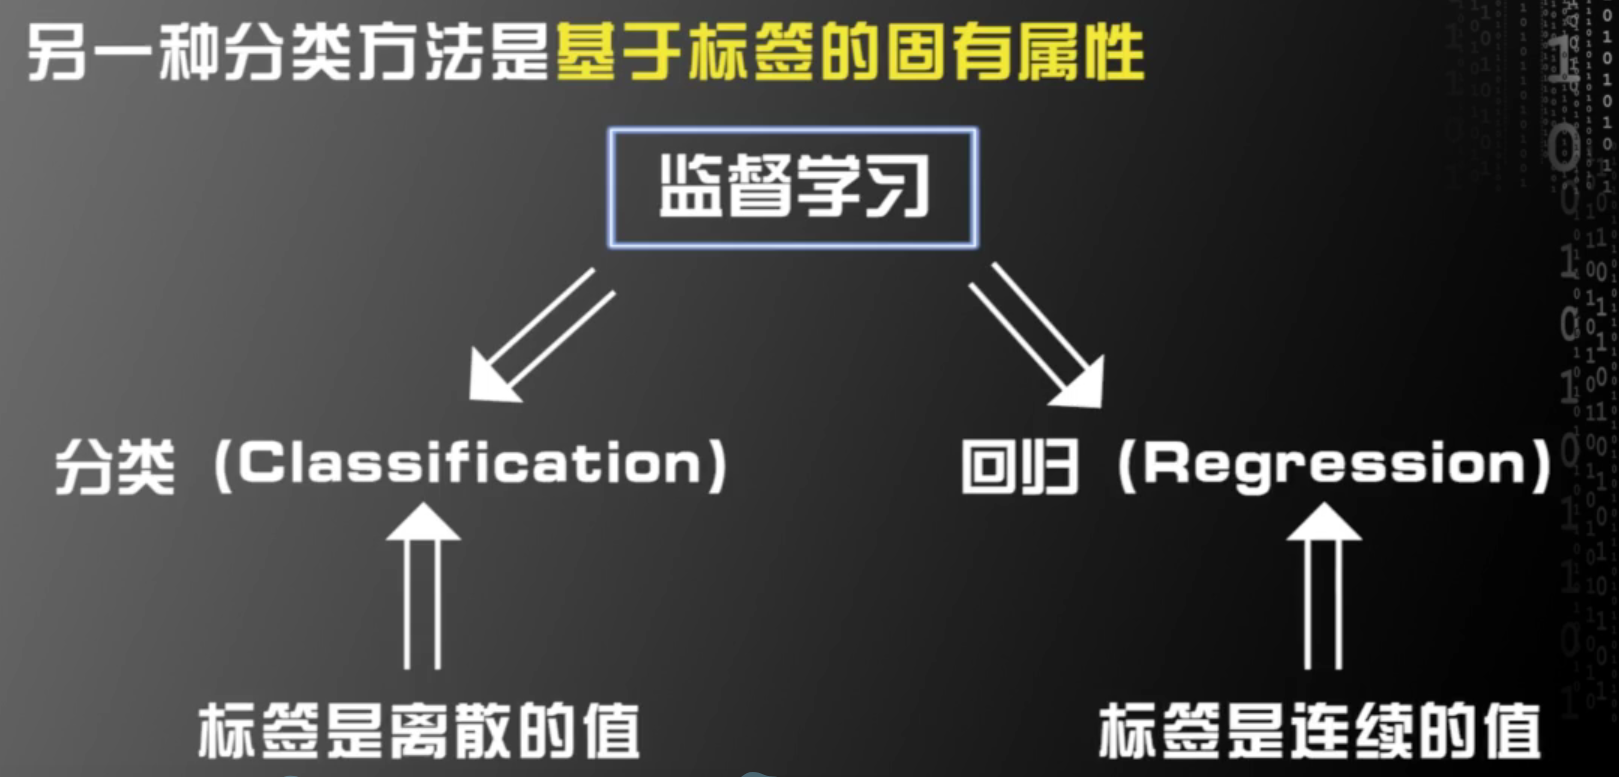 另一种分类方法是基于标签的固有属性
监督学习
分类（Classification）
回归（Regression）
标签是离散的值
标签是连续的值